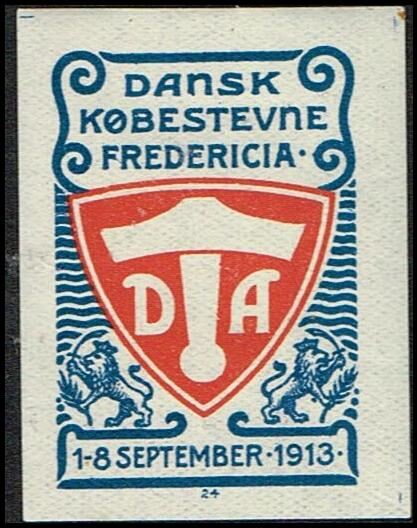 DANSK
KØBESTEVNE
FREDERICIA·
D A
1-8 SEPTEMBER·1913·
24